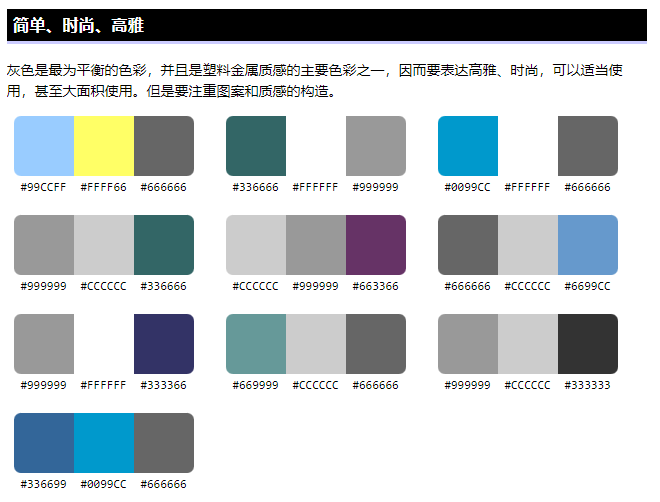 简单、时尚、高雅
灰色是最为平衡的色彩，并且是塑料金属质感的主要色彩之一，因而要表达高雅、时尚，可以适当使
用，甚至大面积使用。但是要注重图案和质感的构造。
#99CCFF #FFFF66 #666666 #336666 #FFFFFF #999999 #0099CC #FFFFFF #666666
#999999 #CCCCCC #336666 #CCCCCC #999999 #663366 #666666 #CCCCCC #6699CC
#999999 #FFFFFF #333366 #669999 #CCCCCC #666666 #999999 #CCCCCC #333333
#336699 #0099CC #666666